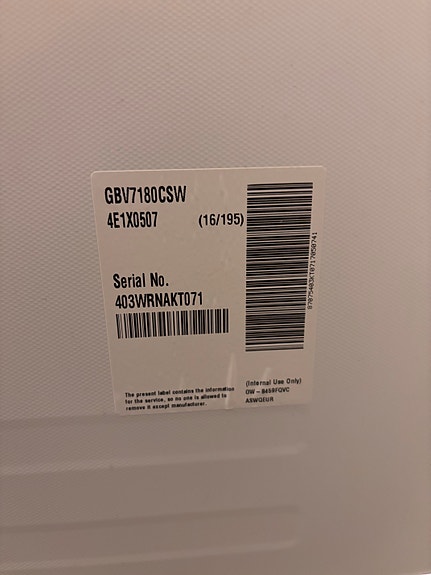 GBV7180CSW
4E1X0507 (16/195)
Serial No.
403WRNAKT071
The present label contains the information
for the service, so no one is allowed to
remove it except manufacturer.
(Internal Use Only)
ASWQEUR